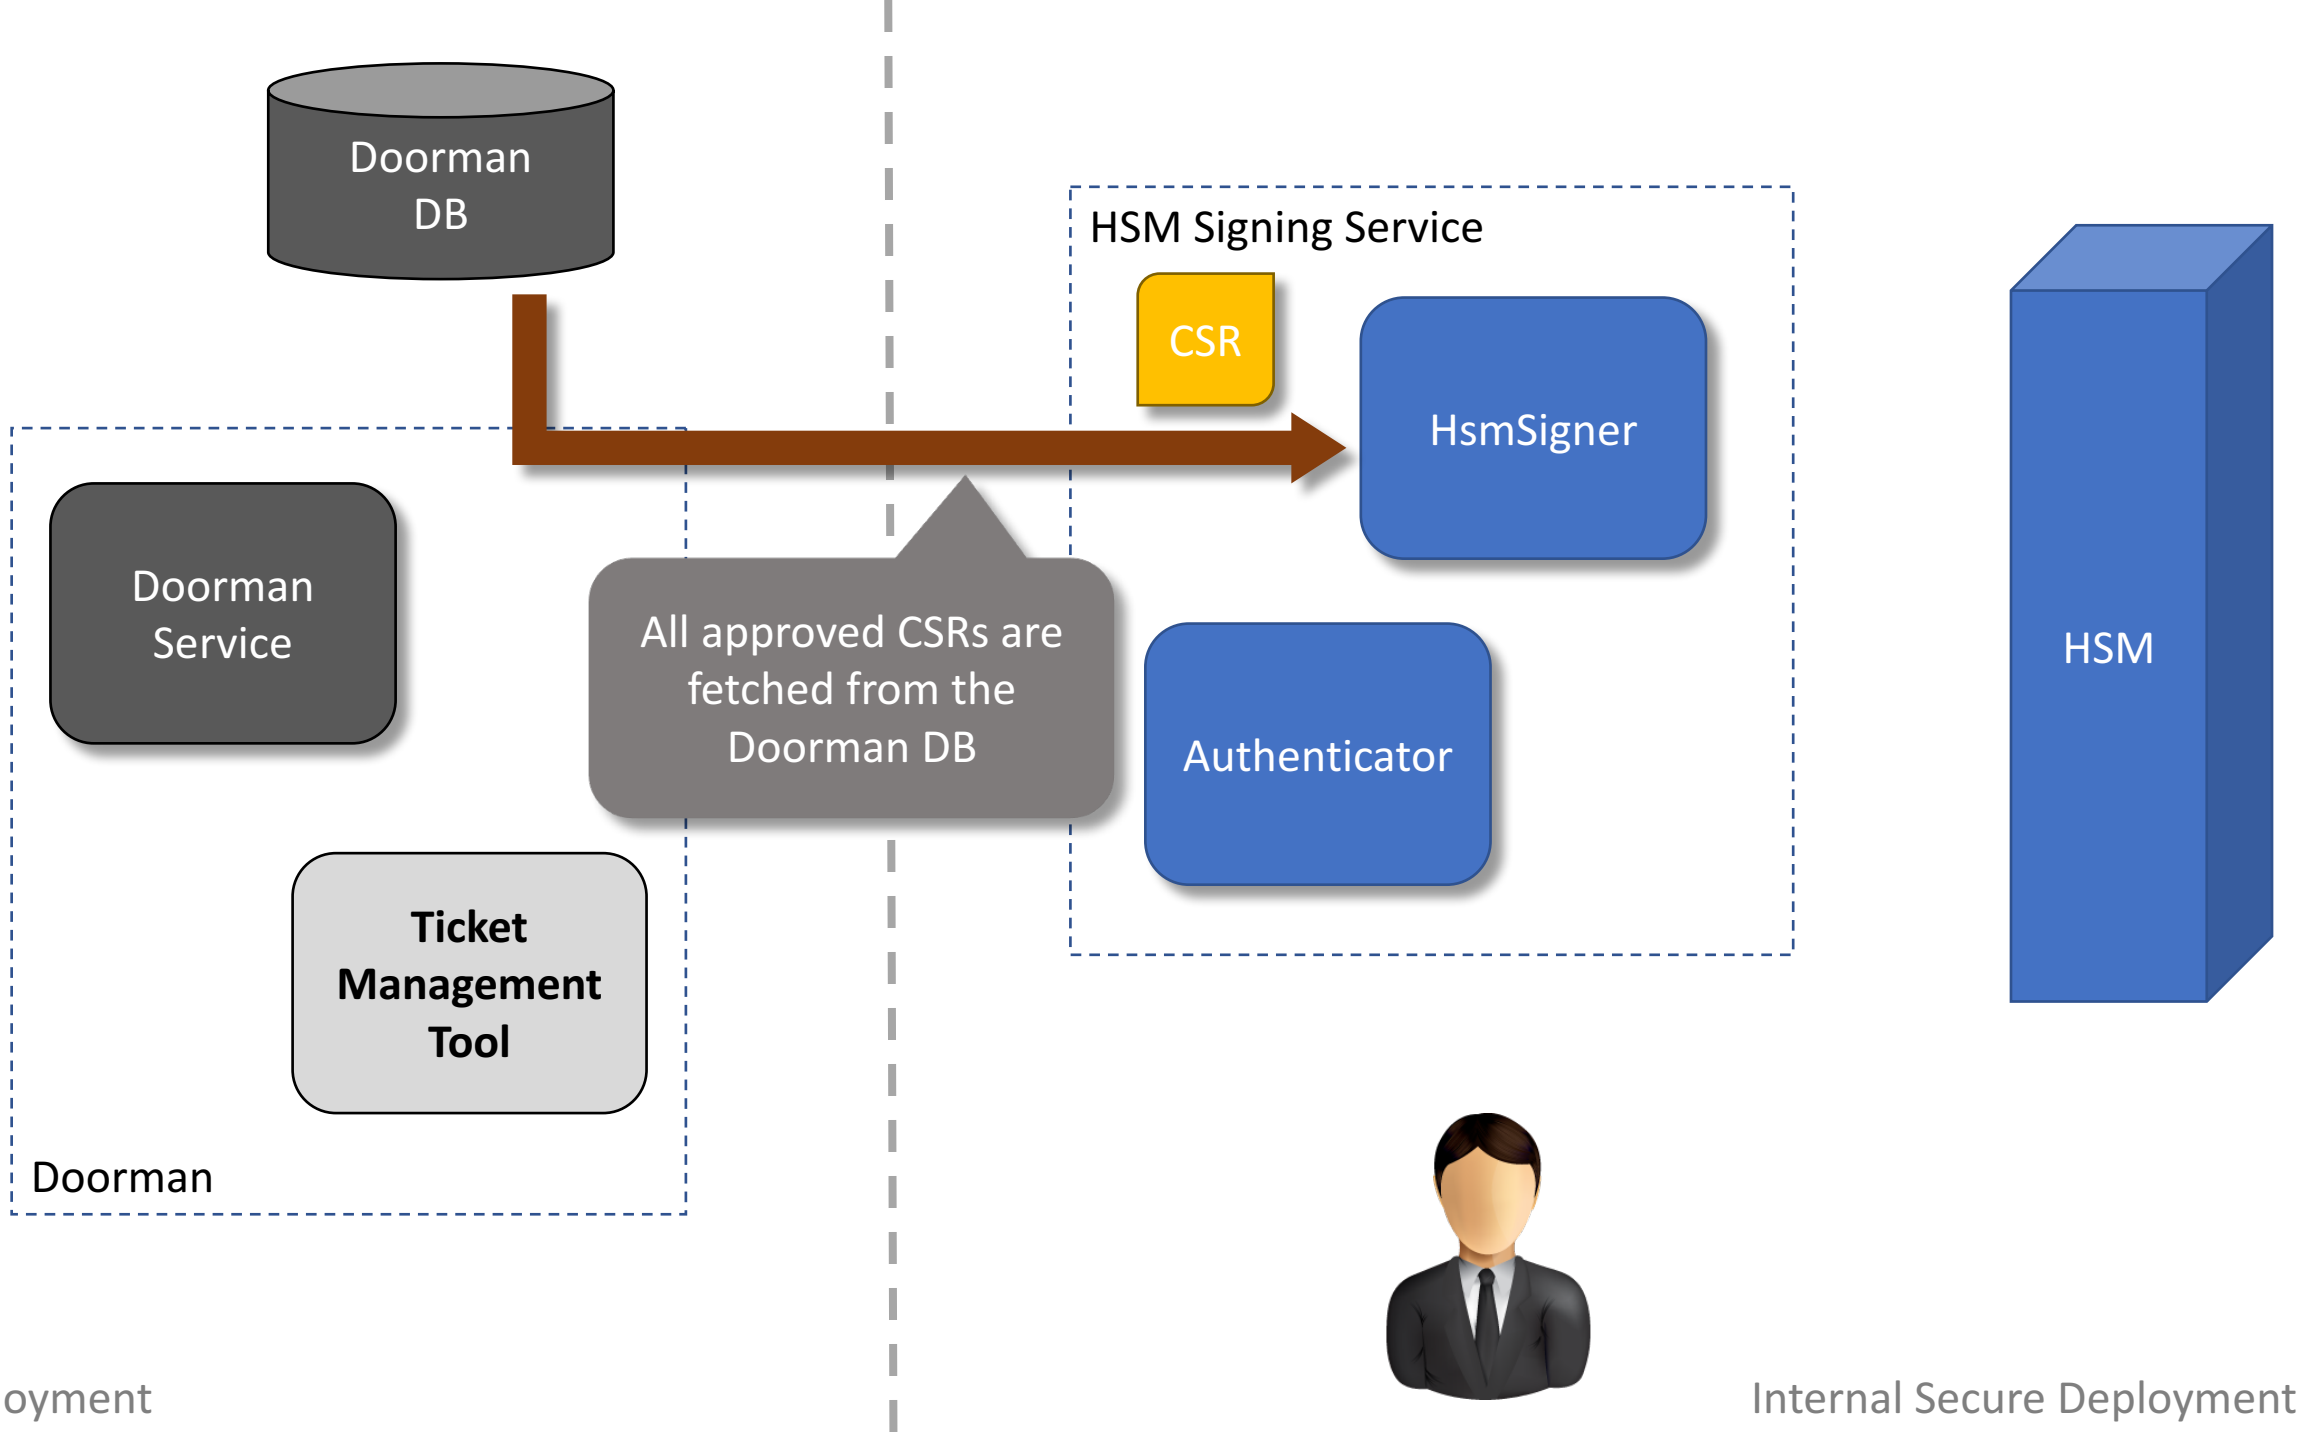 Doorman
DB
HSM Signing Service
CSR
HsmSigner
Doorman
Service
All approved CSRs are
fetched from the
Doorman DB
Authenticator
HSM
Ticket
Management
Tool
Doorman
oyment
Internal Secure Deployment